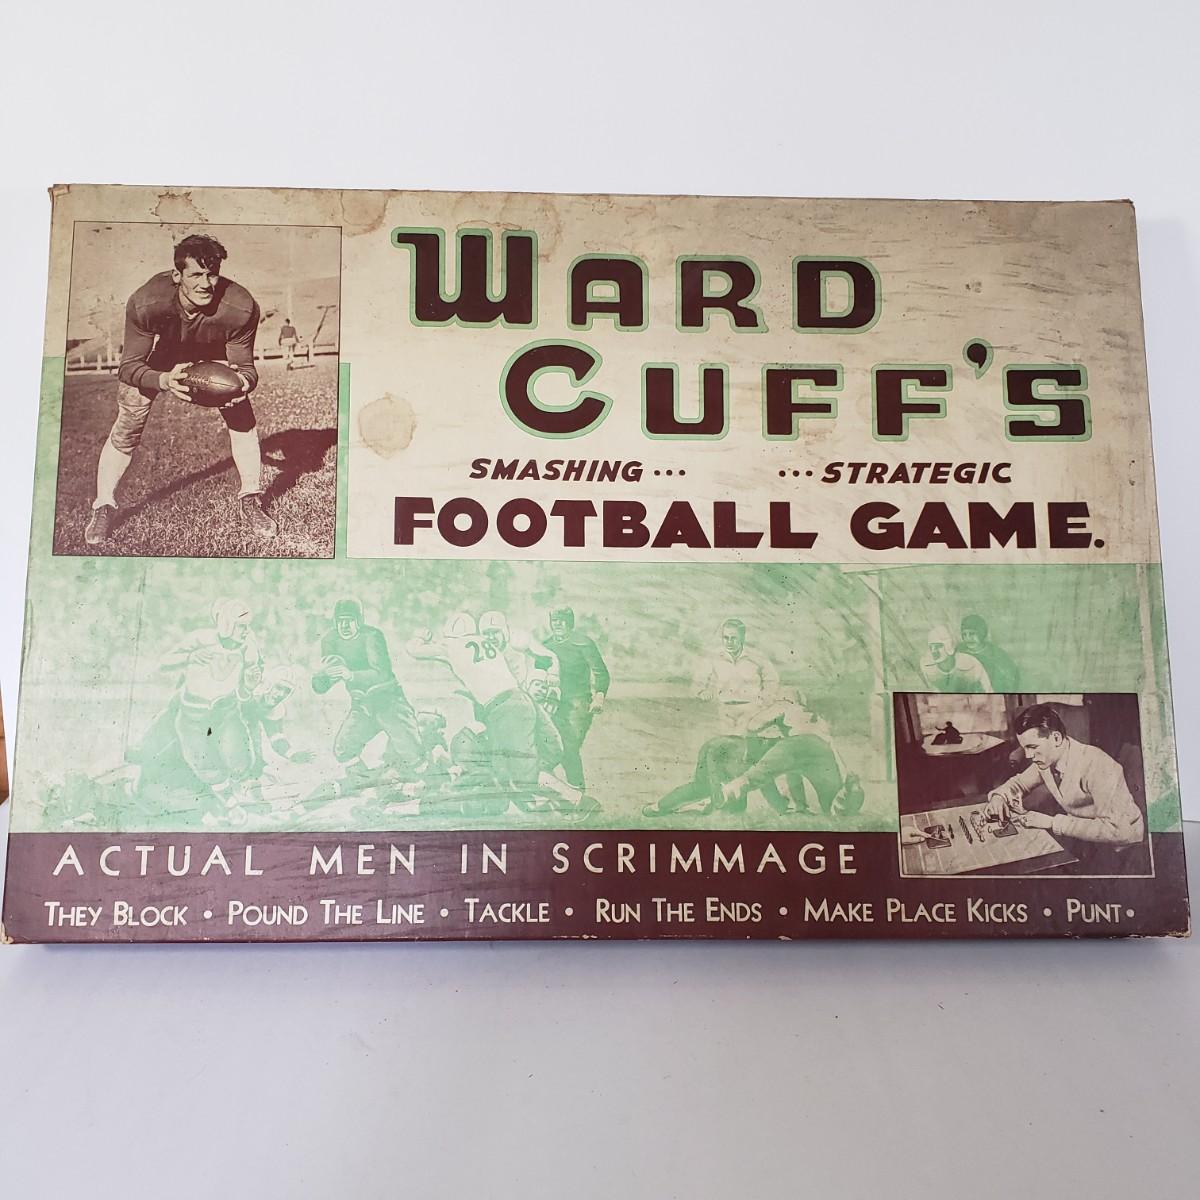 WARD
CUFF'S
SMASHING... ...STRATEGIC
FOOTBALL GAME.
28
ACTUAL MEN IN SCRIMMAGE
THEY BLOCK • POUND THE LINE • TACKLE • RUN THE ENDS • MAKE PLACE KICKS • PUNT •